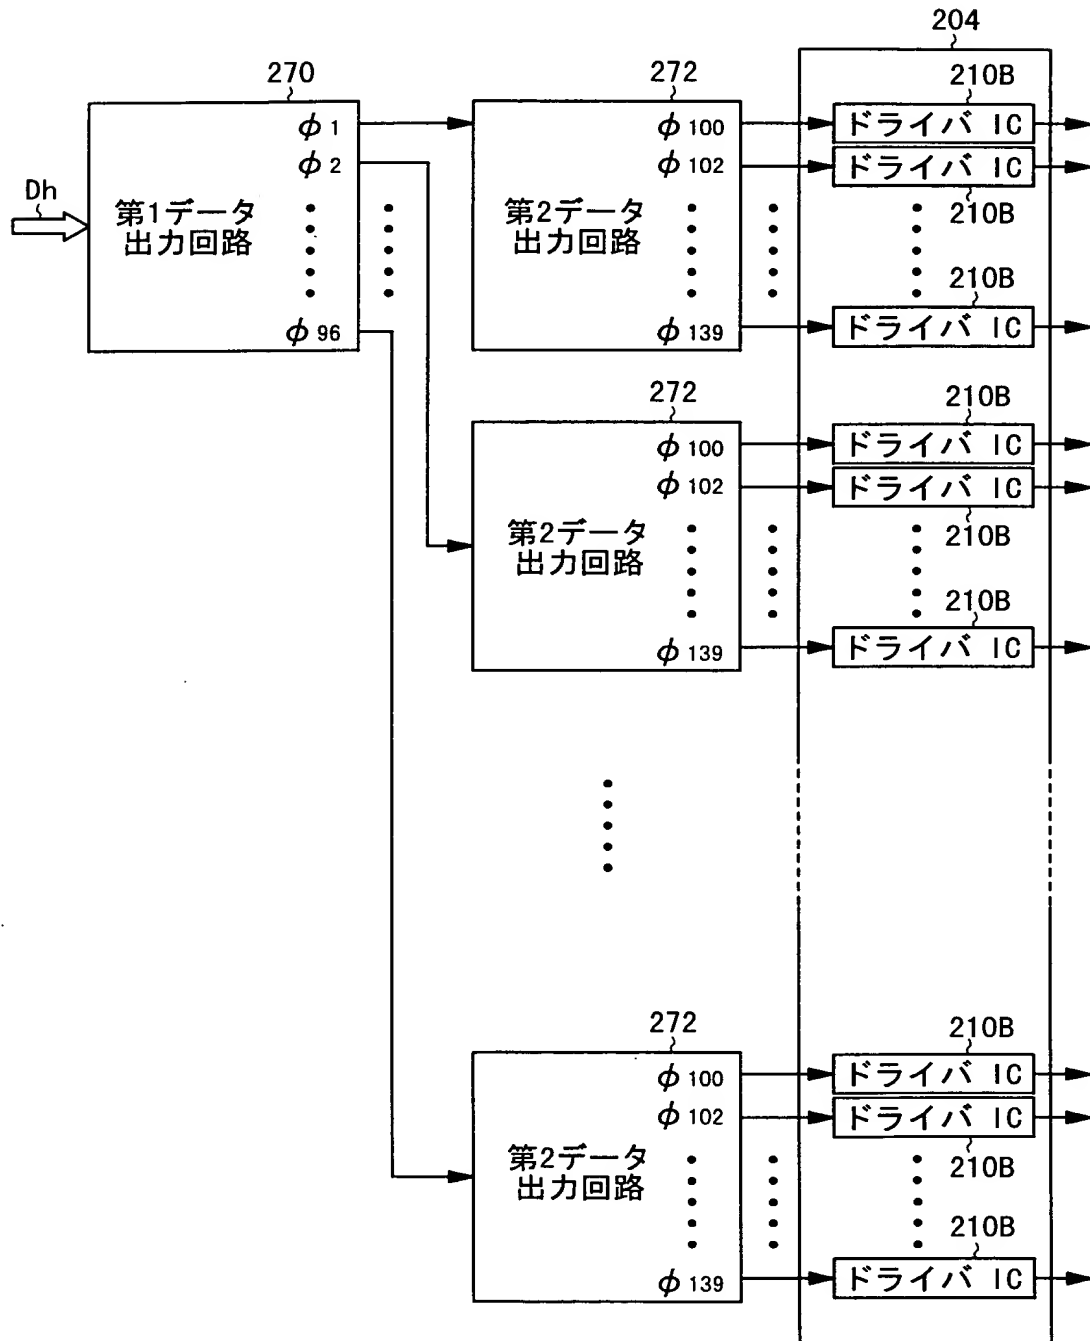 204
270
272
210B
φ1
φ100
ドライバ IC
φ2
φ102
ドライバ IC
Dh
第1データ
出力回路
第2データ
出力回路
210B
210B
φ96
φ139
ドライバ IC
272
210B
φ100
ドライバ IC
φ102
ドライバ IC
第2データ
出力回路
210B
210B
φ139
ドライバ IC
272
210B
φ100
ドライバ IC
φ102
ドライバ IC
第2データ
出力回路
210B
210B
φ139
ドライバ IC